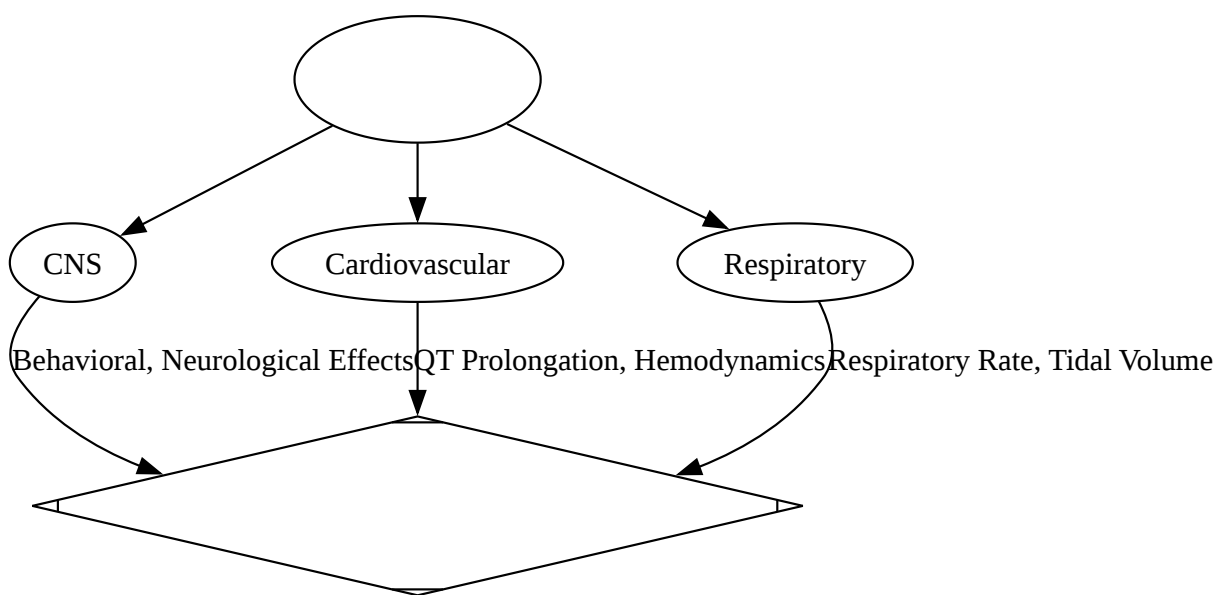 CNS
Cardiovascular
Respiratory
Behavioral, Neurological Effects
QT Prolongation, Hemodynamics
Respiratory Rate, Tidal Volume